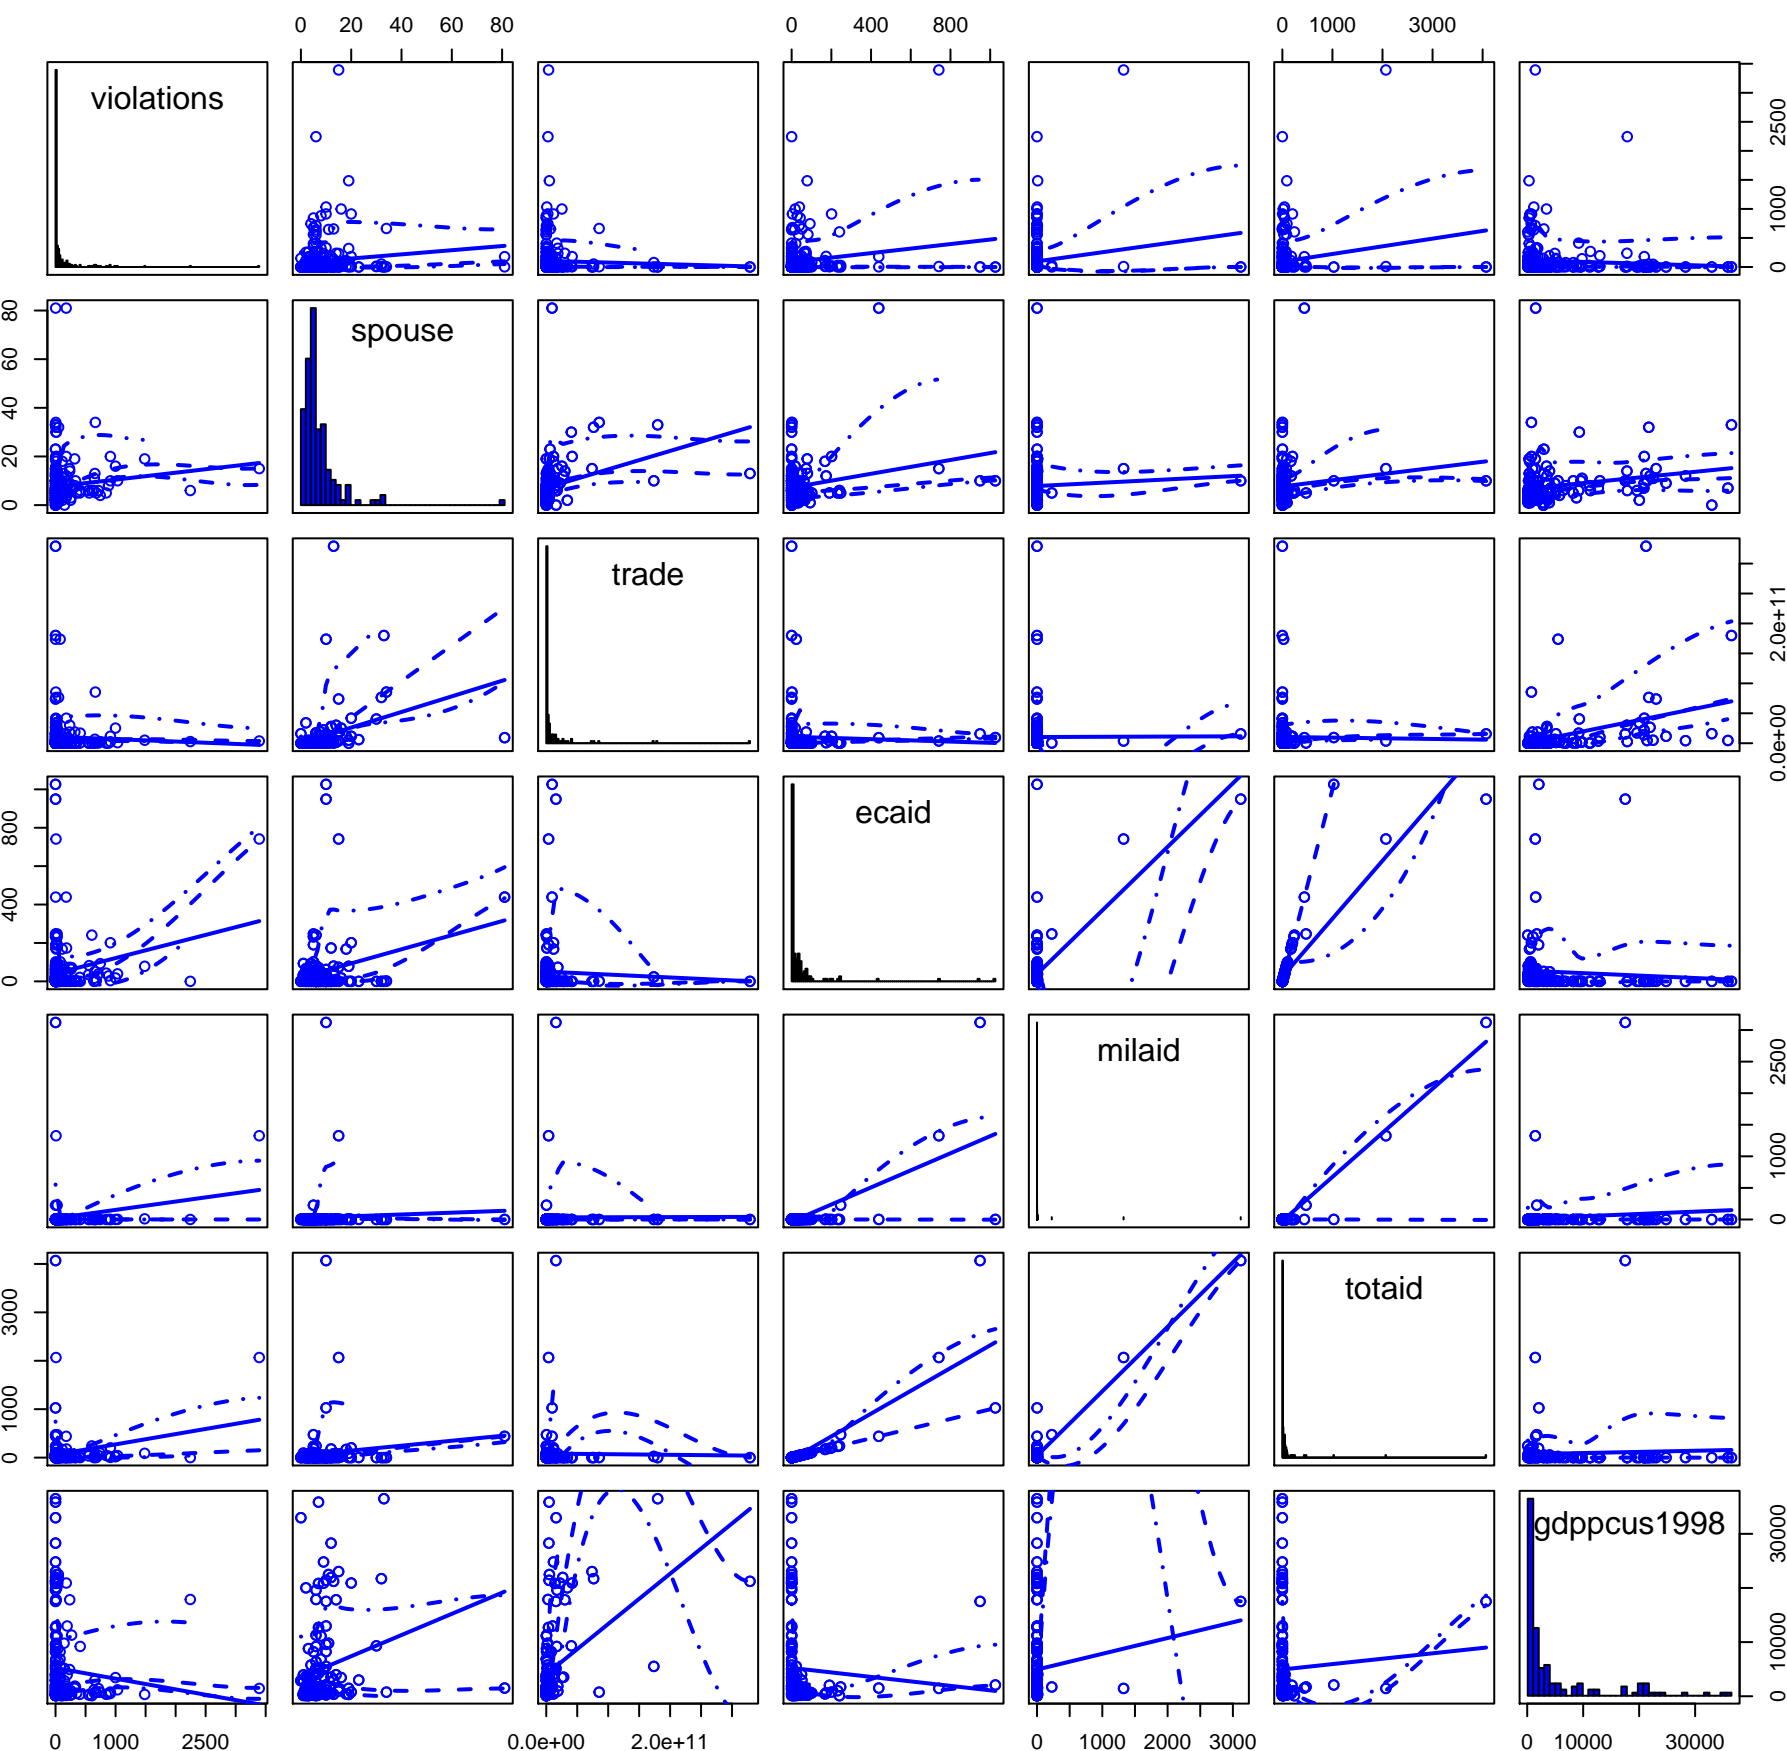 0 20 40 60 80 0 400 800 0 1000 3000
violations
0 1000 2500
spouse
0 20 40 60 80
trade
0.0e+00 2.0e+11
ecaid
0 400 800
milaid
0 1000 2500
totaid
0 1000 3000
gdppcus1998
0 10000 30000
0 1000 2500 0.0e+00 2.0e+11 0 1000 2000 3000 0 10000 30000